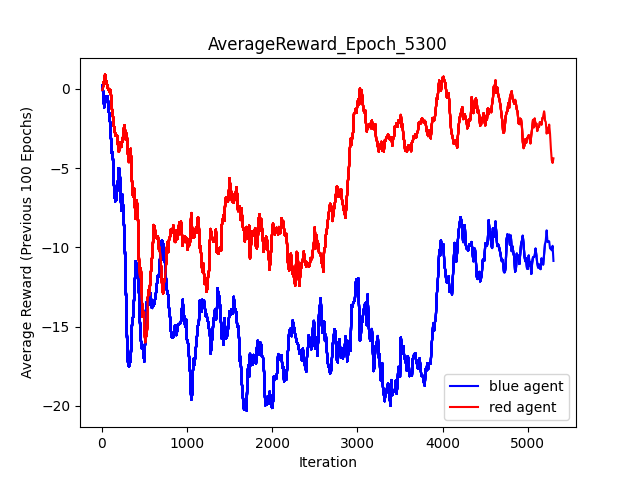 AverageReward_Epoch_5300
Average Reward (Previous 100 Epochs)
0
−5
−10
−15
−20
0 1000 2000 3000 4000 5000
Iteration
blue agent
red agent